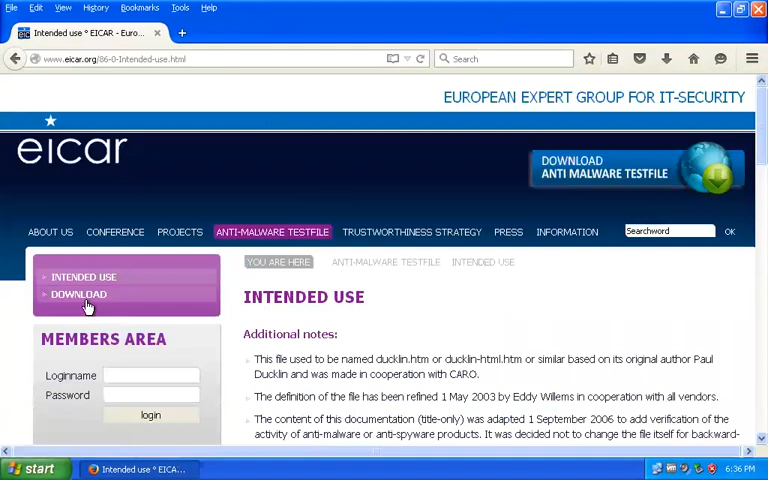 File Edit View History Bookmarks Tools Help
Intended use ° EICAR - Euro...
www.eicar.org/86-0-Intended-use.html
Search
EUROPEAN EXPERT GROUP FOR IT-SECURITY
eicar
DOWNLOAD
ANTI MALWARE TESTFILE
ABOUT US CONFERENCE PROJECTS ANTI-MALWARE TESTFILE TRUSTWORTHINESS STRATEGY PRESS INFORMATION Searchword OK
INTENDED USE
DOWNLOAD
YOU ARE HERE ANTI-MALWARE TESTFILE INTENDED USE
INTENDED USE
Additional notes:
This file used to be named ducklin.htm or ducklin-html.htm or similar based on its original author Paul
Ducklin and was made in cooperation with CARO.
The definition of the file has been refined 1 May 2003 by Eddy Willems in cooperation with all vendors.
The content of this documentation (title-only) was adapted 1 September 2006 to add verification of the
activity of anti-malware or anti-spyware products. It was decided not to change the file itself for backward-
MEMBERS AREA
Loginname
Password
login
start
Intended use ° EICA...
6:36 PM